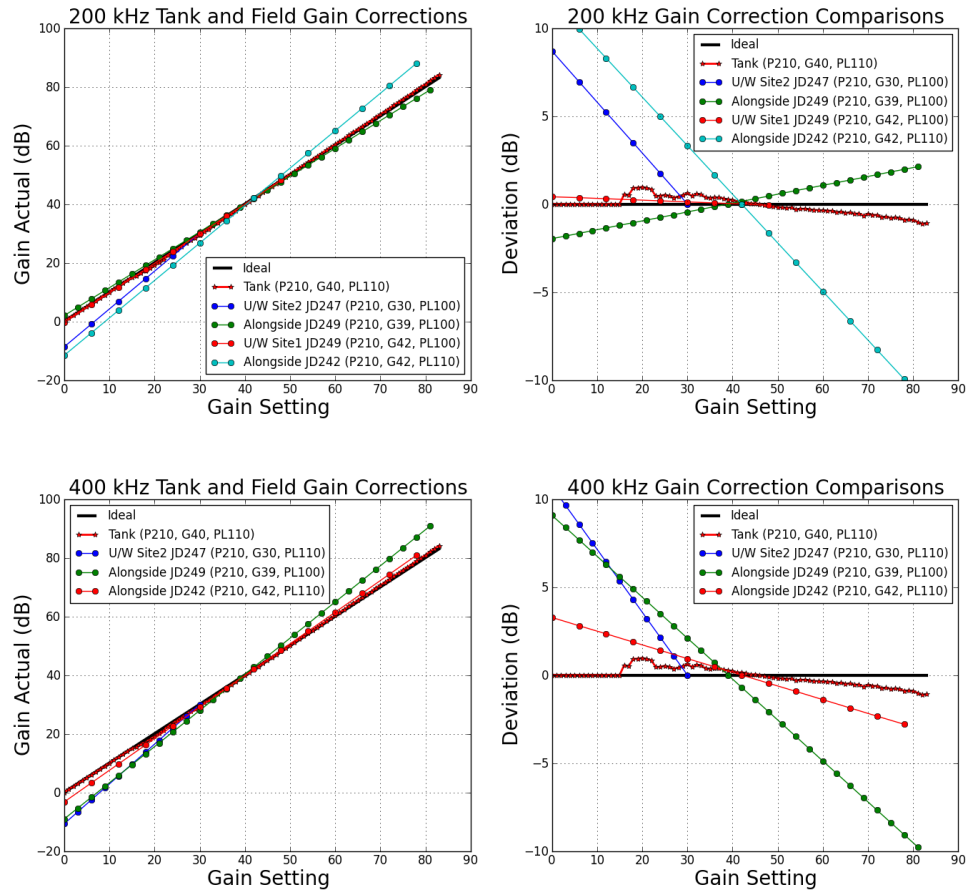 200 kHz Tank and Field Gain Corrections
100
80
60
40
20
0
−20
Gain Actual (dB)
Ideal
Tank (P210, G40, PL110)
U/W Site2 JD247 (P210, G30, PL100)
Alongside JD249 (P210, G39, PL100)
U/W Site1 JD249 (P210, G42, PL100)
Alongside JD242 (P210, G42, PL110)
0 10 20 30 40 50 60 70 80 90
Gain Setting
200 kHz Gain Correction Comparisons
10
5
0
−5
−10
Deviation (dB)
Ideal
Tank (P210, G40, PL110)
U/W Site2 JD247 (P210, G30, PL100)
Alongside JD249 (P210, G39, PL100)
U/W Site1 JD249 (P210, G42, PL100)
Alongside JD242 (P210, G42, PL110)
0 10 20 30 40 50 60 70 80 90
Gain Setting
400 kHz Tank and Field Gain Corrections
100
80
60
40
20
0
−20
Gain Actual (dB)
Ideal
Tank (P210, G40, PL110)
U/W Site2 JD247 (P210, G30, PL110)
Alongside JD249 (P210, G39, PL100)
Alongside JD242 (P210, G42, PL110)
0 10 20 30 40 50 60 70 80 90
Gain Setting
400 kHz Gain Correction Comparisons
10
5
0
−5
−10
Deviation (dB)
Ideal
Tank (P210, G40, PL110)
U/W Site2 JD247 (P210, G30, PL110)
Alongside JD249 (P210, G39, PL100)
Alongside JD242 (P210, G42, PL110)
0 10 20 30 40 50 60 70 80 90
Gain Setting